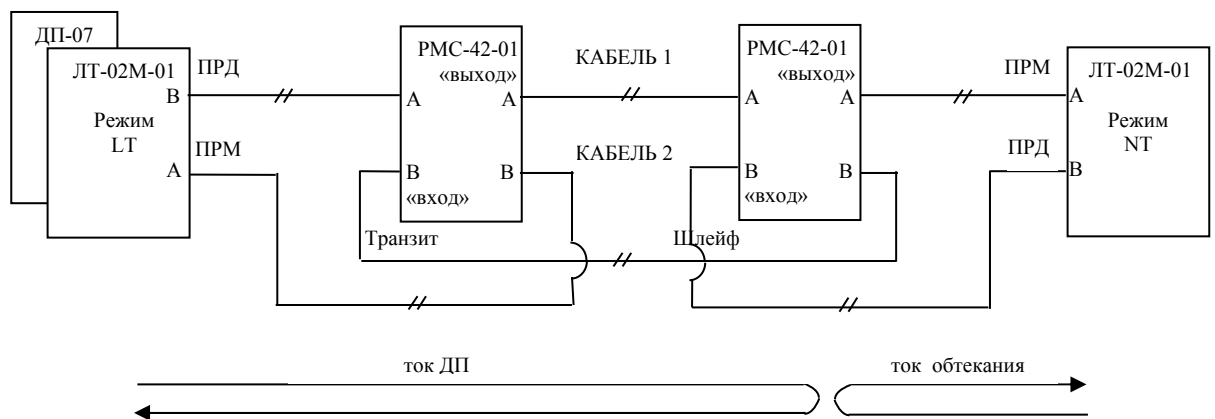 ДП-07
ЛТ-02М-01
В
Режим
LT
А
ПРД
ПРМ
РМС-42-01
«выход»
А
А
В
В
«вход»
Транзит
КАБЕЛЬ 1
КАБЕЛЬ 2
РМС-42-01
«выход»
А
А
В
В
«вход»
Шлейф
ПРМ
ПРД
ЛТ-02М-01
А
Режим
NT
В
ток ДП
ток обтекания